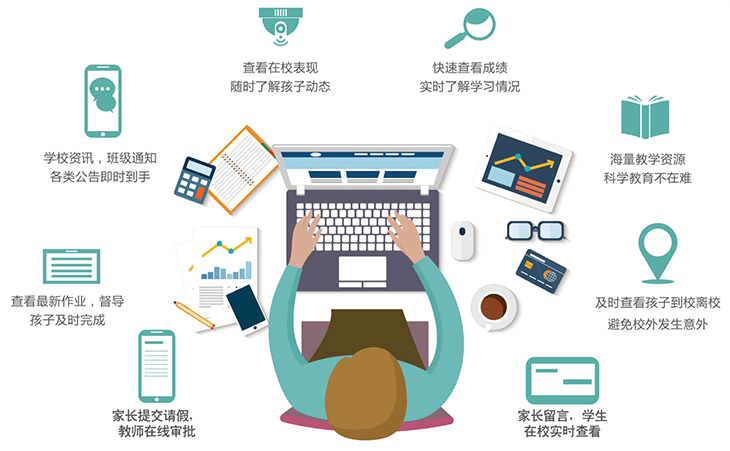 查看在校表现
随时了解孩子动态
快速查看成绩
实时了解学习情况
学校资讯，班级通知
各类公告即时到手
海量教学资源
科学教育不在难
查看最新作业，督导
孩子及时完成
及时查看孩子到校离校
避免校外发生意外
家长提交请假,
教师在线审批
家长留言，学生
在校实时查看